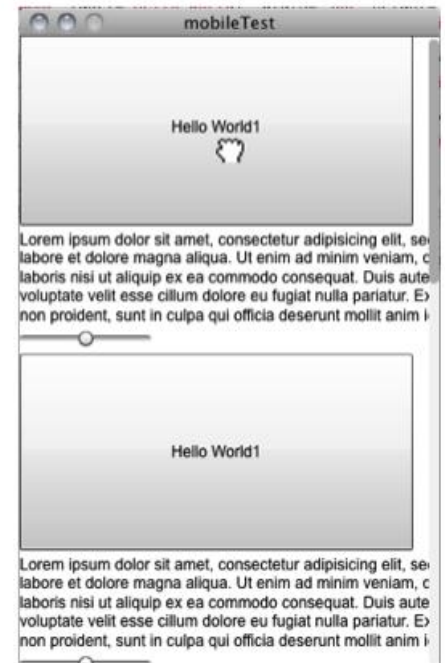 mobileTest
Hello World1
Lorem ipsum dolor sit amet, consectetur adipisicing elit, se
labore et dolore magna aliqua. Ut enim ad minim veniam, c
laboris nisi ut aliquip ex ea commodo consequat. Duis aute
voluptate velit esse cillum dolore eu fugiat nulla pariatur. Ex
non proident, sunt in culpa qui officia deserunt mollit anim i
Hello World1
Lorem ipsum dolor sit amet, consectetur adipisicing elit, se
labore et dolore magna aliqua. Ut enim ad minim veniam, c
laboris nisi ut aliquip ex ea commodo consequat. Duis aute
voluptate velit esse cillum dolore eu fugiat nulla pariatur. Ex
non proident, sunt in culpa qui officia deserunt mollit anim i